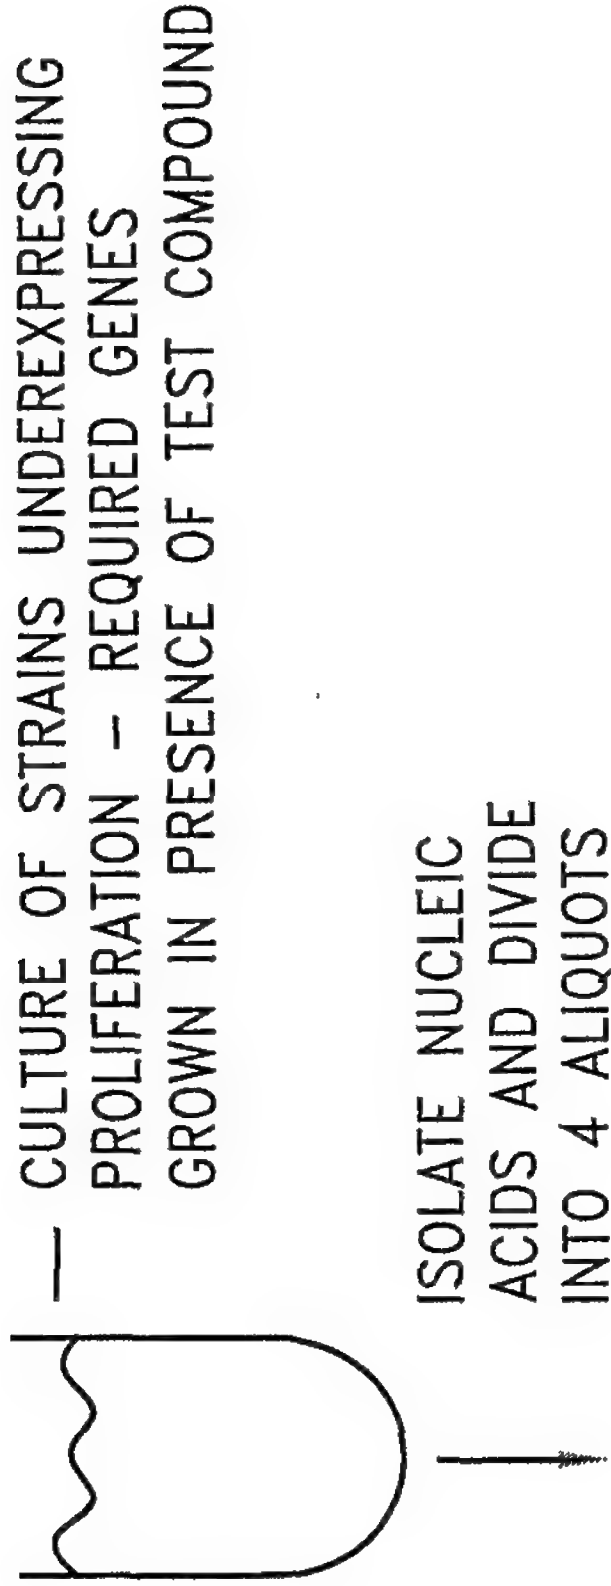 CULTURE OF STRAINS UNDEREXPRESSING
PROLIFERATION — REQUIRED GENES
GROWN IN PRESENCE OF TEST COMPOUND
ISOLATE NUCLEIC
ACIDS AND DIVIDE
INTO 4 ALIQUOTS